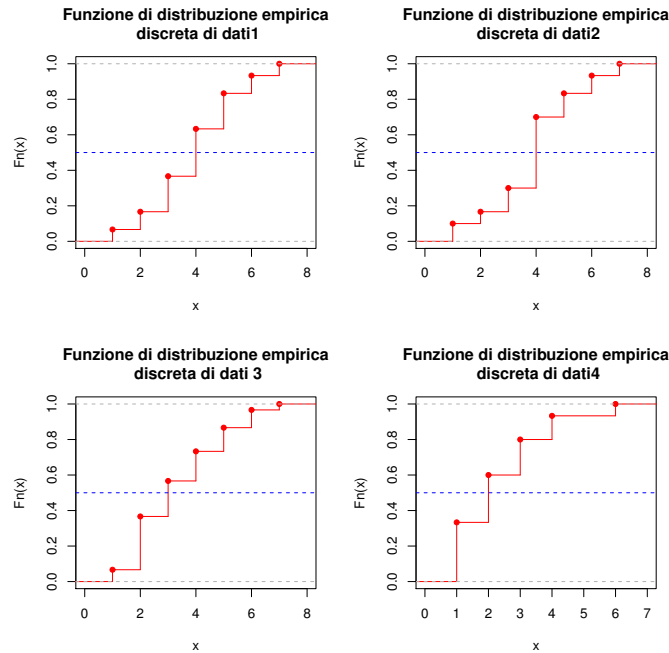 Funzione di distribuzione empirica
discreta di dati1
Fn(x)
0.0 0.2 0.4 0.6 0.8 1.0
0 2 4 6 8
x
Funzione di distribuzione empirica
discreta di dati2
Fn(x)
0.0 0.2 0.4 0.6 0.8 1.0
0 2 4 6 8
x
Funzione di distribuzione empirica
discreta di dati 3
Fn(x)
0.0 0.2 0.4 0.6 0.8 1.0
0 2 4 6 8
x
Funzione di distribuzione empirica
discreta di dati4
Fn(x)
0.0 0.2 0.4 0.6 0.8 1.0
0 1 2 3 4 5 6 7
x